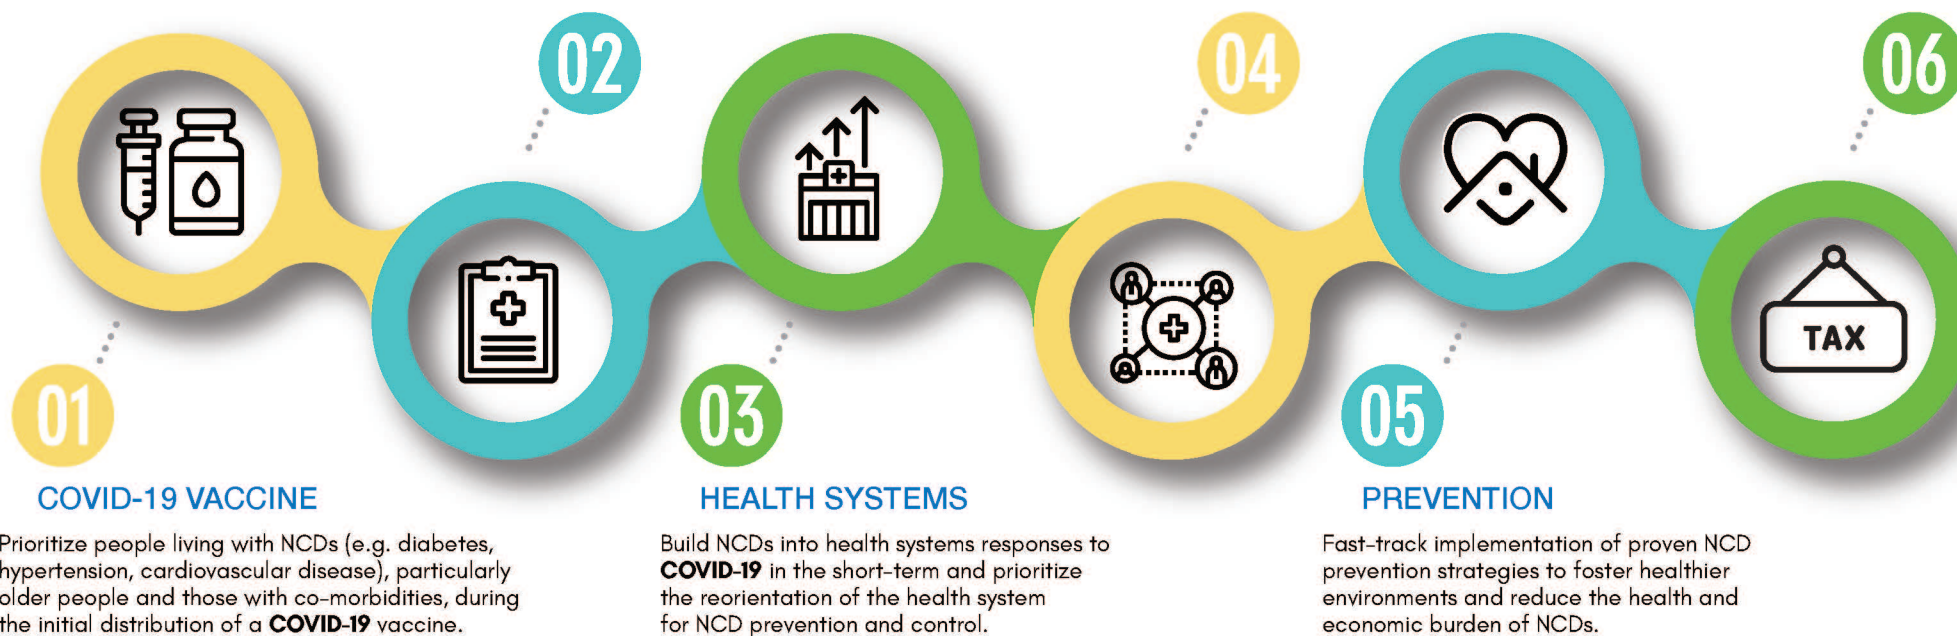 02
04
06
TAX
01
03
05
COVID-19 VACCINE
Prioritize people living with NCDs (e.g. diabetes,
hypertension, cardiovascular disease), particularly
older people and those with co-morbidities, during
the initial distribution of a COVID-19 vaccine.
HEALTH SYSTEMS
Build NCDs into health systems responses to
COVID-19 in the short-term and prioritize
the reorientation of the health system
for NCD prevention and control.
PREVENTION
Fast-track implementation of proven NCD
prevention strategies to foster healthier
environments and reduce the health and
economic burden of NCDs.